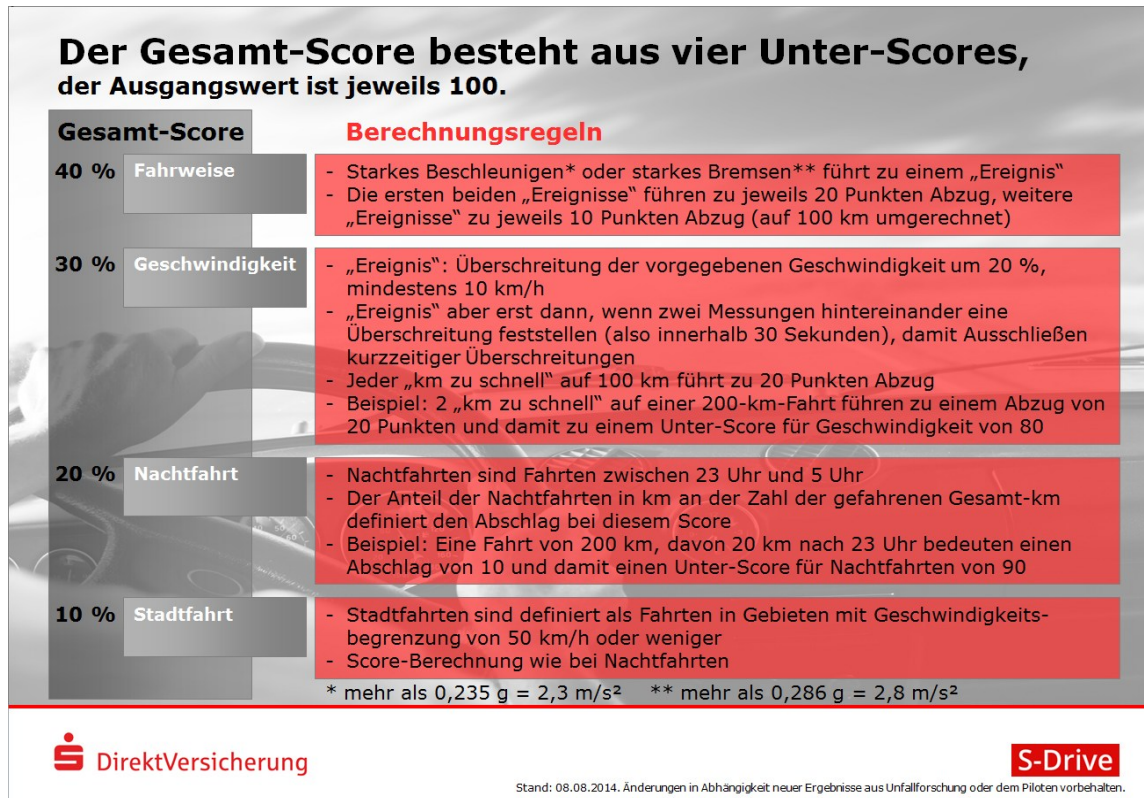 Der Gesamt-Score besteht aus vier Unter-Scores,
der Ausgangswert ist jeweils 100.
Gesamt-Score
Berechnungsregeln
40 % Fahrweise
- Starkes Beschleunigen* oder starkes Bremsen** führt zu einem „Ereignis“
- Die ersten beiden „Ereignisse“ führen zu jeweils 20 Punkten Abzug, weitere
„Ereignisse“ zu jeweils 10 Punkten Abzug (auf 100 km umgerechnet)
30 % Geschwindigkeit
- „Ereignis“: Überschreitung der vorgegebenen Geschwindigkeit um 20 %,
mindestens 10 km/h
- „Ereignis“ aber erst dann, wenn zwei Messungen hintereinander eine
Überschreitung feststellen (also innerhalb 30 Sekunden), damit Ausschließen
kurzzeitiger Überschreitungen
- Jeder „km zu schnell“ auf 100 km führt zu 20 Punkten Abzug
- Beispiel: 2 „km zu schnell“ auf einer 200-km-Fahrt führen zu einem Abzug von
20 Punkten und damit zu einem Unter-Score für Geschwindigkeit von 80
20 % Nachtfahrt
- Nachtfahrten sind Fahrten zwischen 23 Uhr und 5 Uhr
- Der Anteil der Nachtfahrten in km an der Zahl der gefahrenen Gesamt-km
definiert den Abschlag bei diesem Score
- Beispiel: Eine Fahrt von 200 km, davon 20 km nach 23 Uhr bedeuten einen
Abschlag von 10 und damit einen Unter-Score für Nachtfahrten von 90
10 % Stadtfahrt
- Stadtfahrten sind definiert als Fahrten in Gebieten mit Geschwindigkeits-
begrenzung von 50 km/h oder weniger
- Score-Berechnung wie bei Nachtfahrten
* mehr als 0,235 g = 2,3 m/s² ** mehr als 0,286 g = 2,8 m/s²
DirektVersicherung
S-Drive
Stand: 08.08.2014. Änderungen in Abhängigkeit neuer Ergebnisse aus Unfallforschung oder dem Piloten vorbehalten.